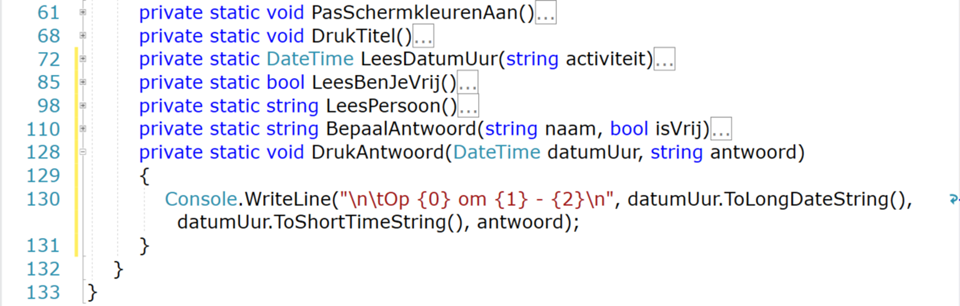 61 private static void PasSchermkleurenAan()...
68 private static void DrukTitel()...
72 private static DateTime LeesDatumUur(string activiteit)...
85 private static bool LeesBenJeVrij()...
98 private static string LeesPersoon()...
110 private static string BepaalAntwoord(string naam, bool isVrij)...
128 private static void DrukAntwoord(DateTime datumUur, string antwoord)
129 {
130 Console.WriteLine("\n\tOp {0} om {1} - {2}\n", datumUur.ToLongDateString(),
datumUur.ToShortTimeString(), antwoord);
131 }
132 }
133 }